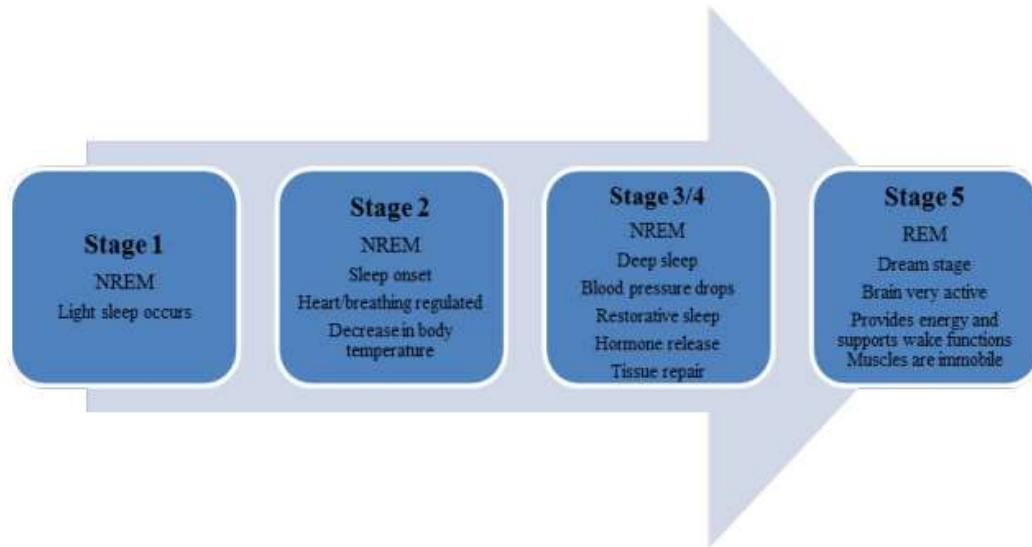 Stage 1
NREM
Light sleep occurs
Stage 2
NREM
Sleep onset
Heart/breathing regulated
Decrease in body
temperature
Stage 3/4
NREM
Deep sleep
Blood pressure drops
Restorative sleep
Hormone release
Tissue repair
Stage 5
REM
Dream stage
Brain very active
Provides energy and
supports wake functions
Muscles are immobile